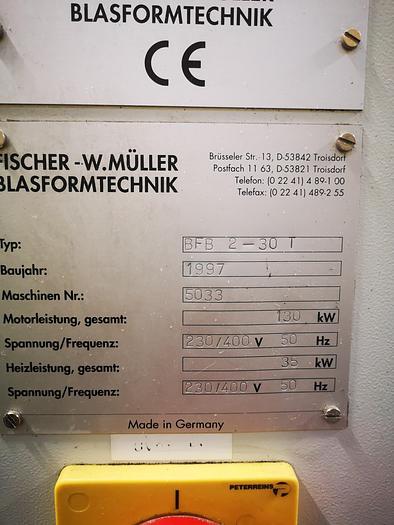 BLASFORMTECHNIK
CE
FISCHER-W.MÜLLER
BLASFORMTECHNIK
Brüsseler Str. 13, D-53842 Troisdorf
Postfach 11 63, D-53821 Troisdorf
Telefon: (0 22 41) 4 89-1 00
Telefax: (0 22 41) 489-2 55
Typ: BFB 2-30 T
Baujahr: 1997
Maschinen Nr.: 5033
Motorleistung, gesamt: 130 kW
Spannung/Frequenz: 230/400 V 50 Hz
Heizleistung, gesamt: 35 kW
Spannung/Frequenz: 230/400 V 50 Hz
Made in Germany
PETERREINS
I